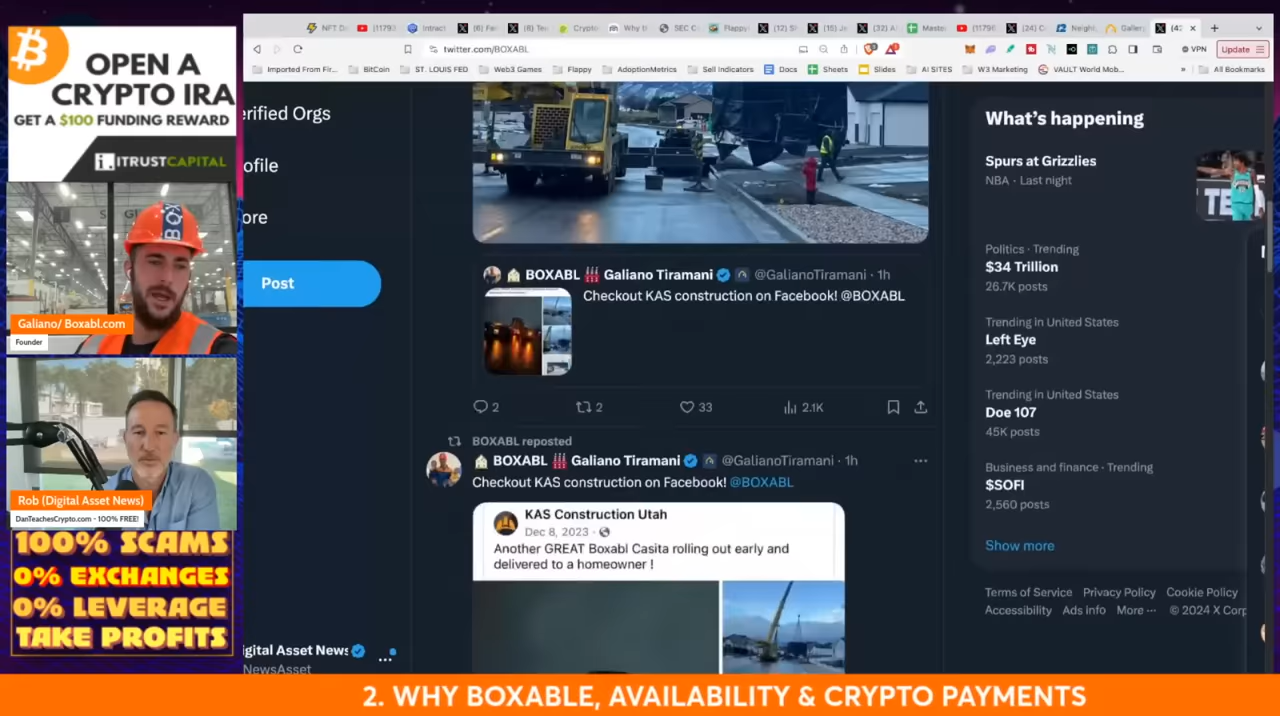 OPEN A
CRYPTO IRA
GET A $100 FUNDING REWARD
ITRUSTCAPITAL
BOX
Galiano/ Boxabl.com
Founder
Rob (Digital Asset News)
DanTeachesCrypto.com - 100% FREE!
100% SCAMS
0% EXCHANGES
0% LEVERAGE
TAKE PROFITS
twitter.com/BOXABL
VPN
Update
Imported From Fir...
BitCoin
ST. LOUIS FED
Web3 Games
Flappy
AdoptionMetrics
Sell Indicators
Docs
Sheets
Slides
AI SITES
W3 Marketing
VAULT World Mob...
All Bookmarks
erified Orgs
ofile
ore
Post
igital Asset News
NewsAsset
BOXABL Galiano Tiramani @GalianoTiramani · 1h
Checkout KAS construction on Facebook! @BOXABL
2 2 33 2.1K
BOXABL reposted
BOXABL Galiano Tiramani @GalianoTiramani · 1h
Checkout KAS construction on Facebook! @BOXABL
KAS Construction Utah
Dec 8, 2023 ·
Another GREAT Boxabl Casita rolling out early and
delivered to a homeowner !
What's happening
Spurs at Grizzlies
NBA · Last night
Politics · Trending
$34 Trillion
26.7K posts
Trending in United States
Left Eye
2,223 posts
Trending in United States
Doe 107
45K posts
Business and finance · Trending
$SOFI
2,560 posts
Show more
Terms of Service Privacy Policy Cookie Policy
Accessibility Ads info More ··· © 2024 X Corp
2. WHY BOXABLE, AVAILABILITY & CRYPTO PAYMENTS